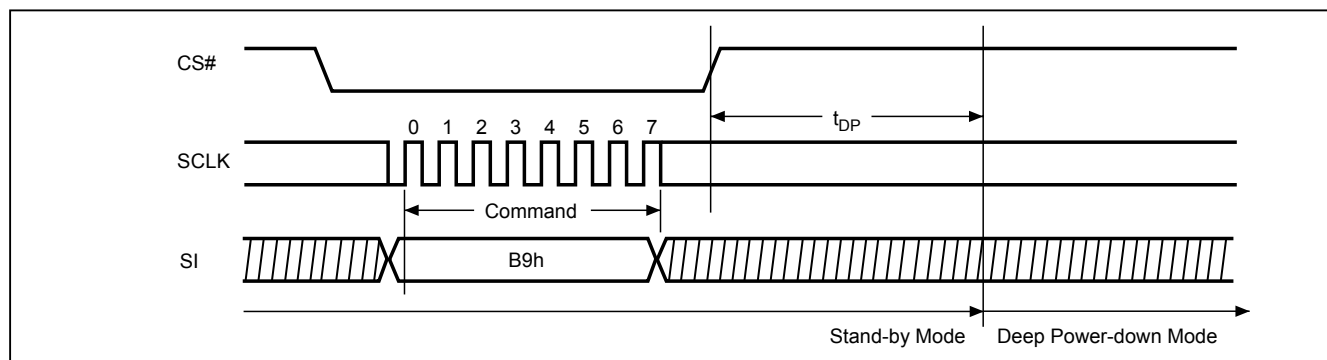 CS#
t_DP
0 1 2 3 4 5 6 7
SCLK
Command
SI
B9h
Stand-by Mode
Deep Power-down Mode